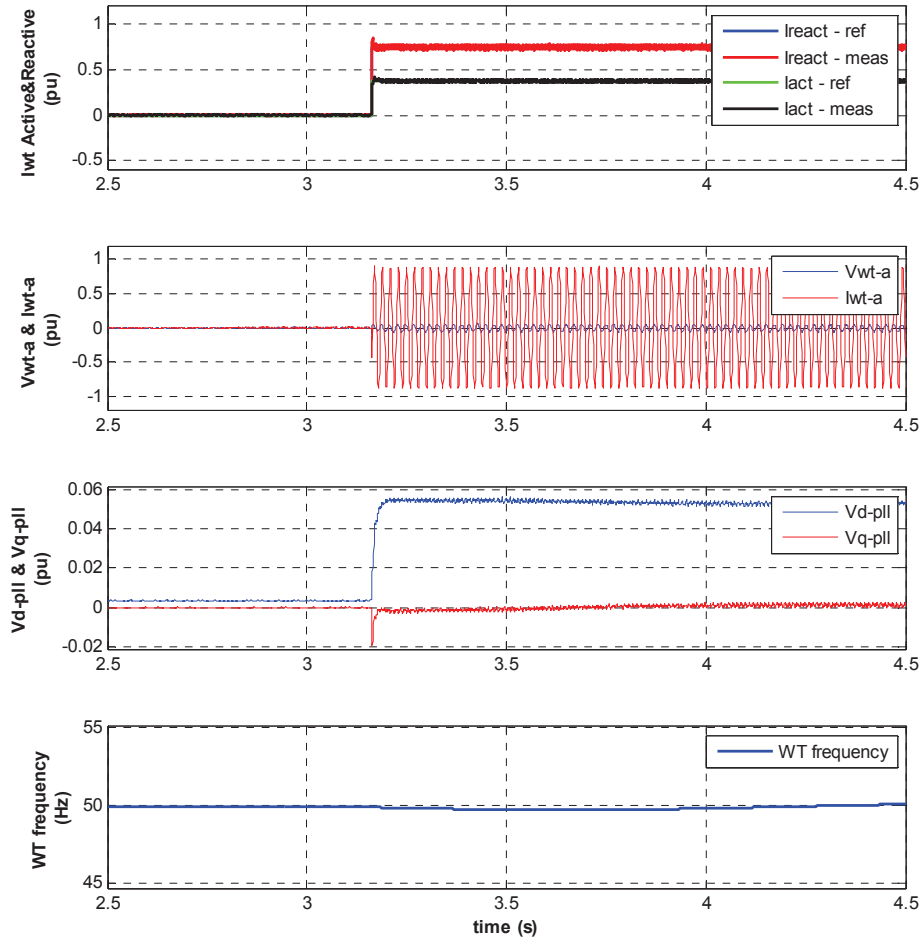 Iwt Active&Reactive
(pu)
1
0.5
0
-0.5
2.5
3
3.5
4
4.5
Ireact - ref
Ireact - meas
Iact - ref
Iact - meas
Vwt-a & Iwt-a
(pu)
1
0.5
0
-0.5
-1
2.5
3
3.5
4
4.5
Vwt-a
Iwt-a
Vd-pll & Vq-pll
(pu)
0.06
0.04
0.02
0
-0.02
2.5
3
3.5
4
4.5
Vd-pll
Vq-pll
WT frequency
(Hz)
55
50
45
2.5
3
3.5
4
4.5
WT frequency
time (s)